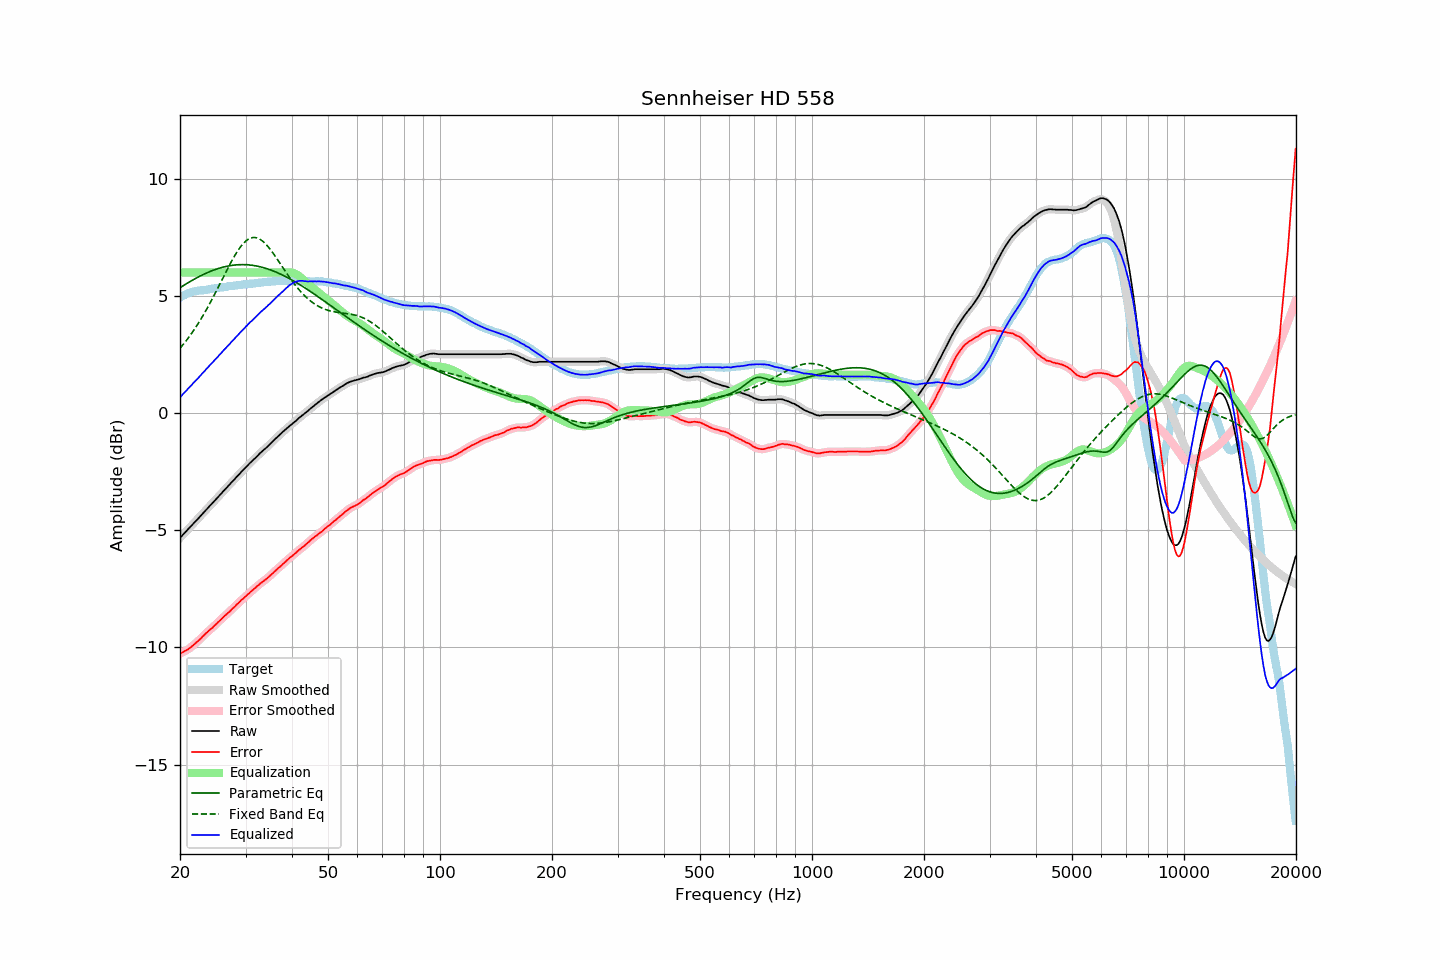 Sennheiser HD 558
Amplitude (dBr)
10
5
0
−5
−10
−15
Target
Raw Smoothed
Error Smoothed
Raw
Error
Equalization
Parametric Eq
Fixed Band Eq
Equalized
20 50 100 200 500 1000 2000 5000 10000 20000
Frequency (Hz)